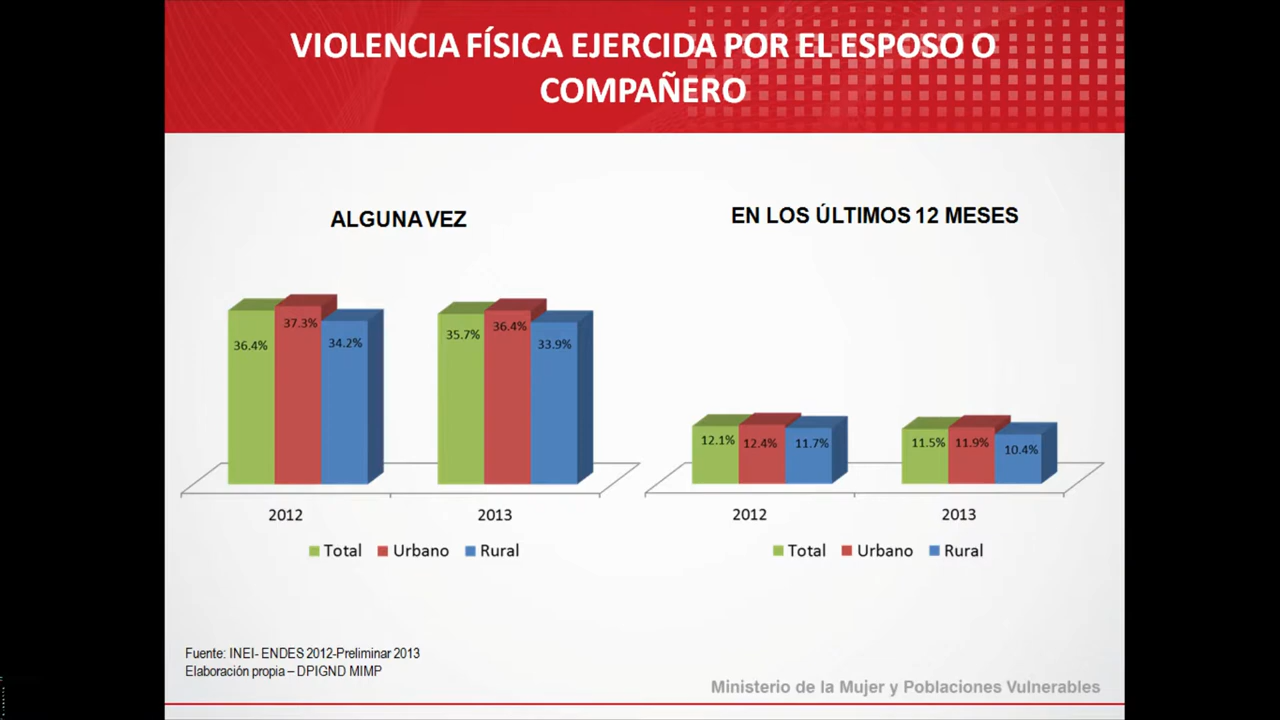 VIOLENCIA FÍSICA EJERCIDA POR EL ESPOSO O
COMPAÑERO
ALGUNA VEZ
36.4%
37.3%
34.2%
35.7%
36.4%
33.9%
2012
2013
Total
Urbano
Rural
EN LOS ÚLTIMOS 12 MESES
12.1%
12.4%
11.7%
11.5%
11.9%
10.4%
2012
2013
Total
Urbano
Rural
Fuente: INEI- ENDES 2012-Preliminar 2013
Elaboración propia – DPIGND MIMP
Ministerio de la Mujer y Poblaciones Vulnerables